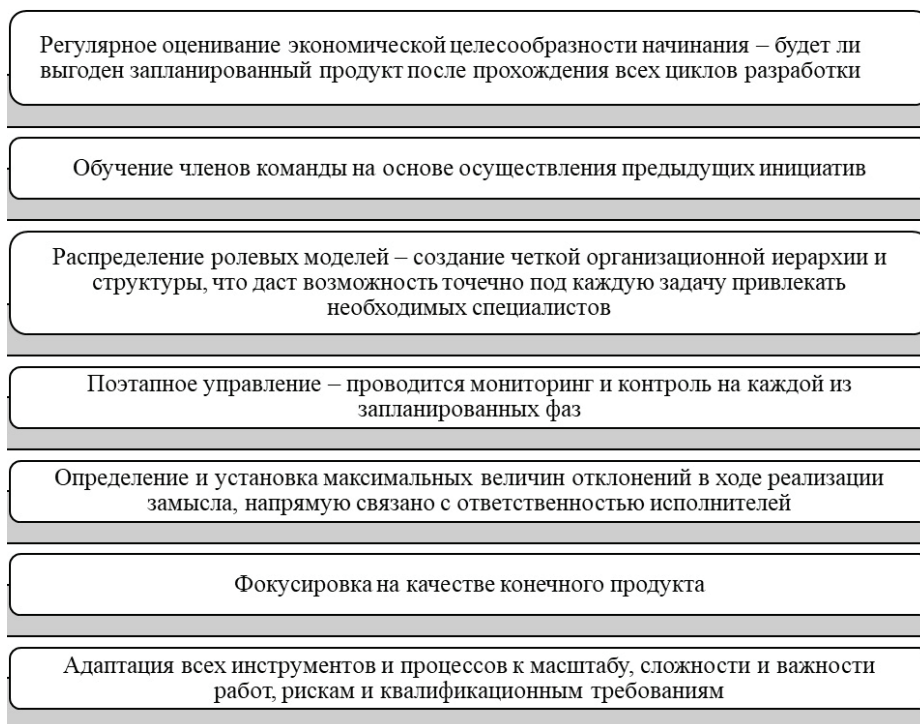 Регулярное оценивание экономической целесообразности начинания – будет ли
выгоден запланированный продукт после прохождения всех циклов разработки
Обучение членов команды на основе осуществления предыдущих инициатив
Распределение ролевых моделей – создание четкой организационной иерархии и
структуры, что даст возможность точечно под каждую задачу привлекать
необходимых специалистов
Поэтапное управление – проводится мониторинг и контроль на каждой из
запланированных фаз
Определение и установка максимальных величин отклонений в ходе реализации
замысла, напрямую связано с ответственностью исполнителей
Фокусировка на качестве конечного продукта
Адаптация всех инструментов и процессов к масштабу, сложности и важности
работ, рискам и квалификационным требованиям